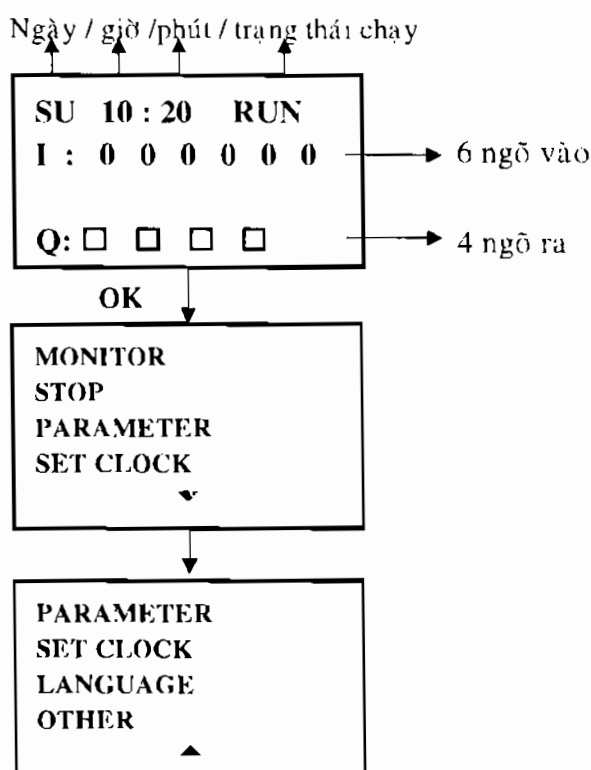 Ngày / giờ /phút / trạng thái chạy
SU 10 : 20 RUN
I : 0 0 0 0 0 0
6 ngõ vào
Q:
4 ngõ ra
OK
MONITOR
STOP
PARAMETER
SET CLOCK
PARAMETER
SET CLOCK
LANGUAGE
OTHER